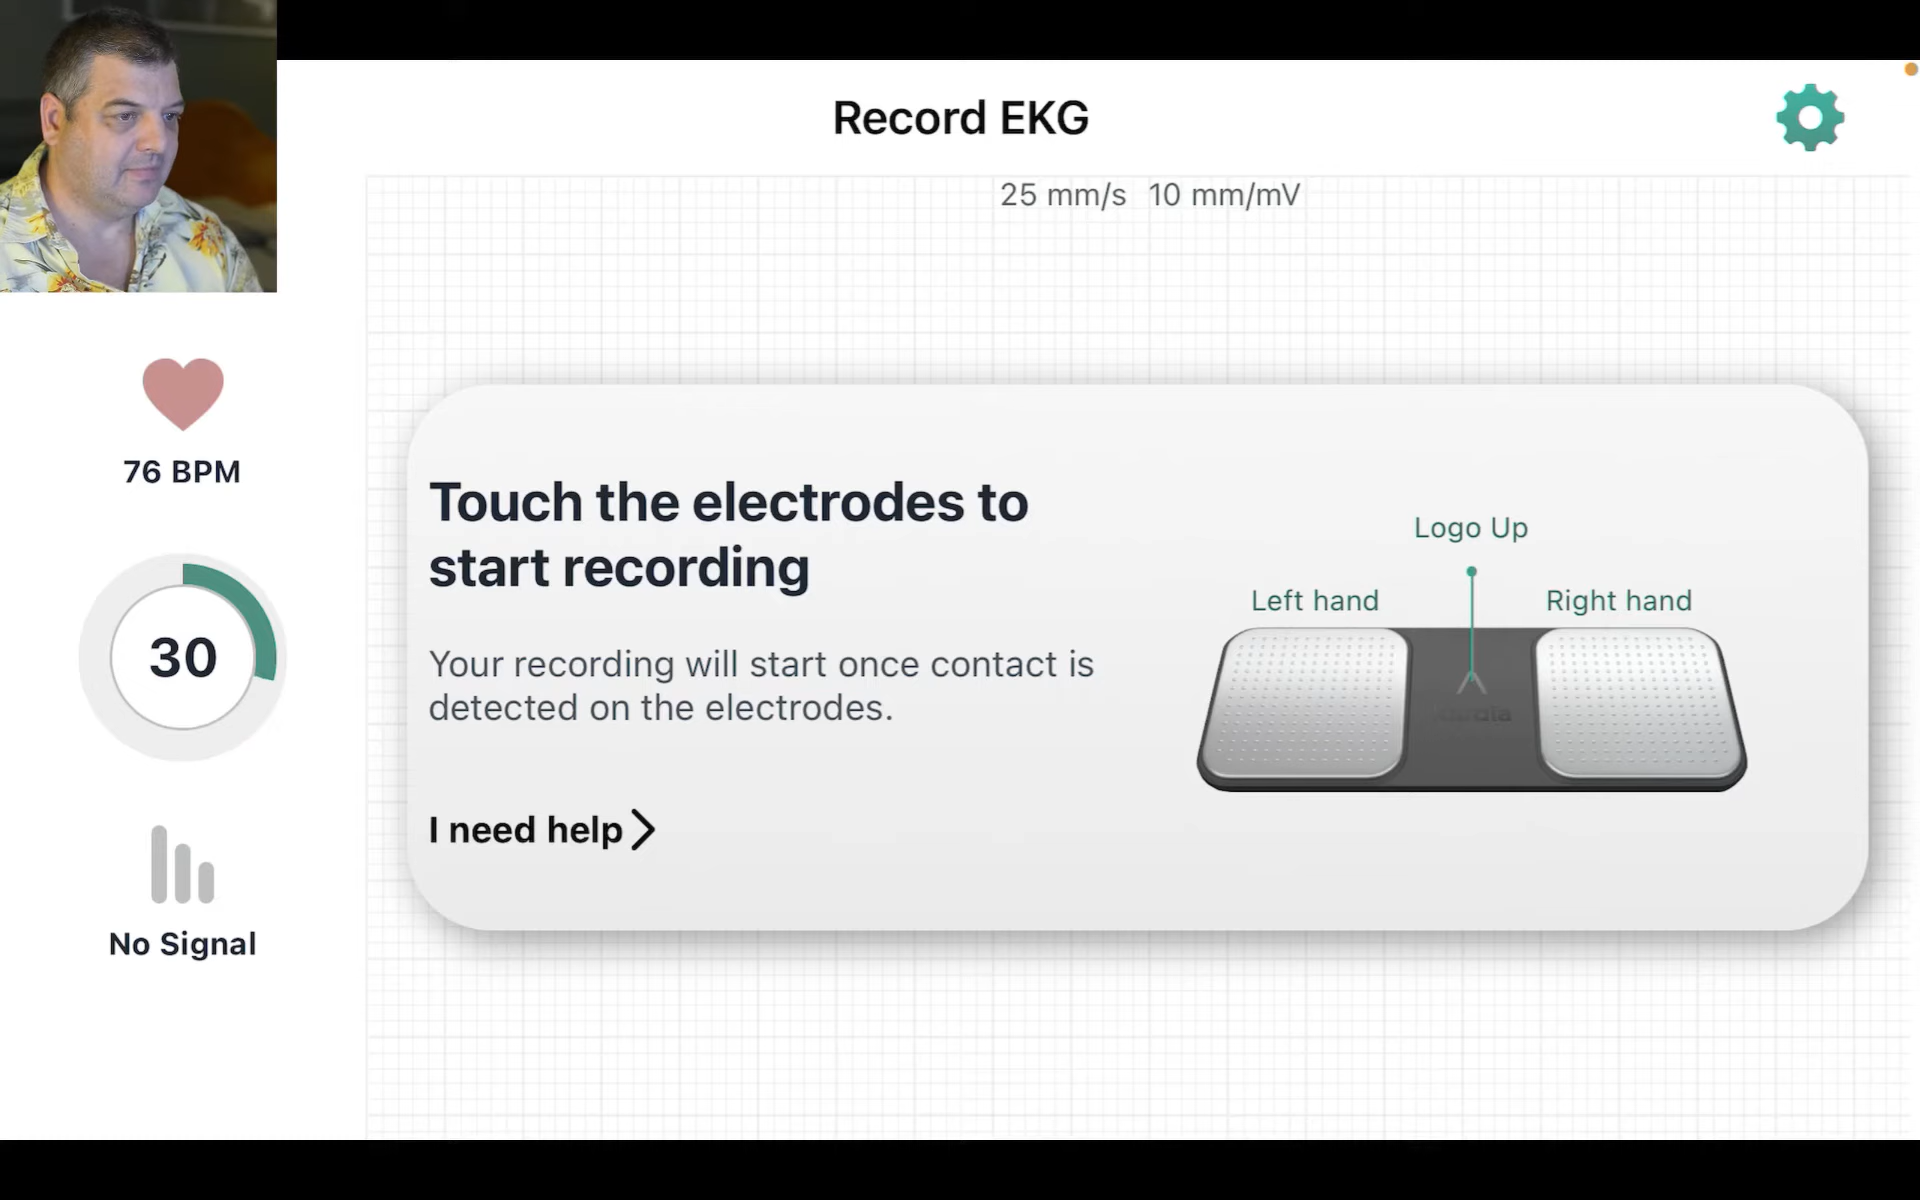 Record EKG
25 mm/s 10 mm/mV
76 BPM
30
No Signal
Touch the electrodes to
start recording
Your recording will start once contact is
detected on the electrodes.
I need help
Logo Up
Left hand
Right hand